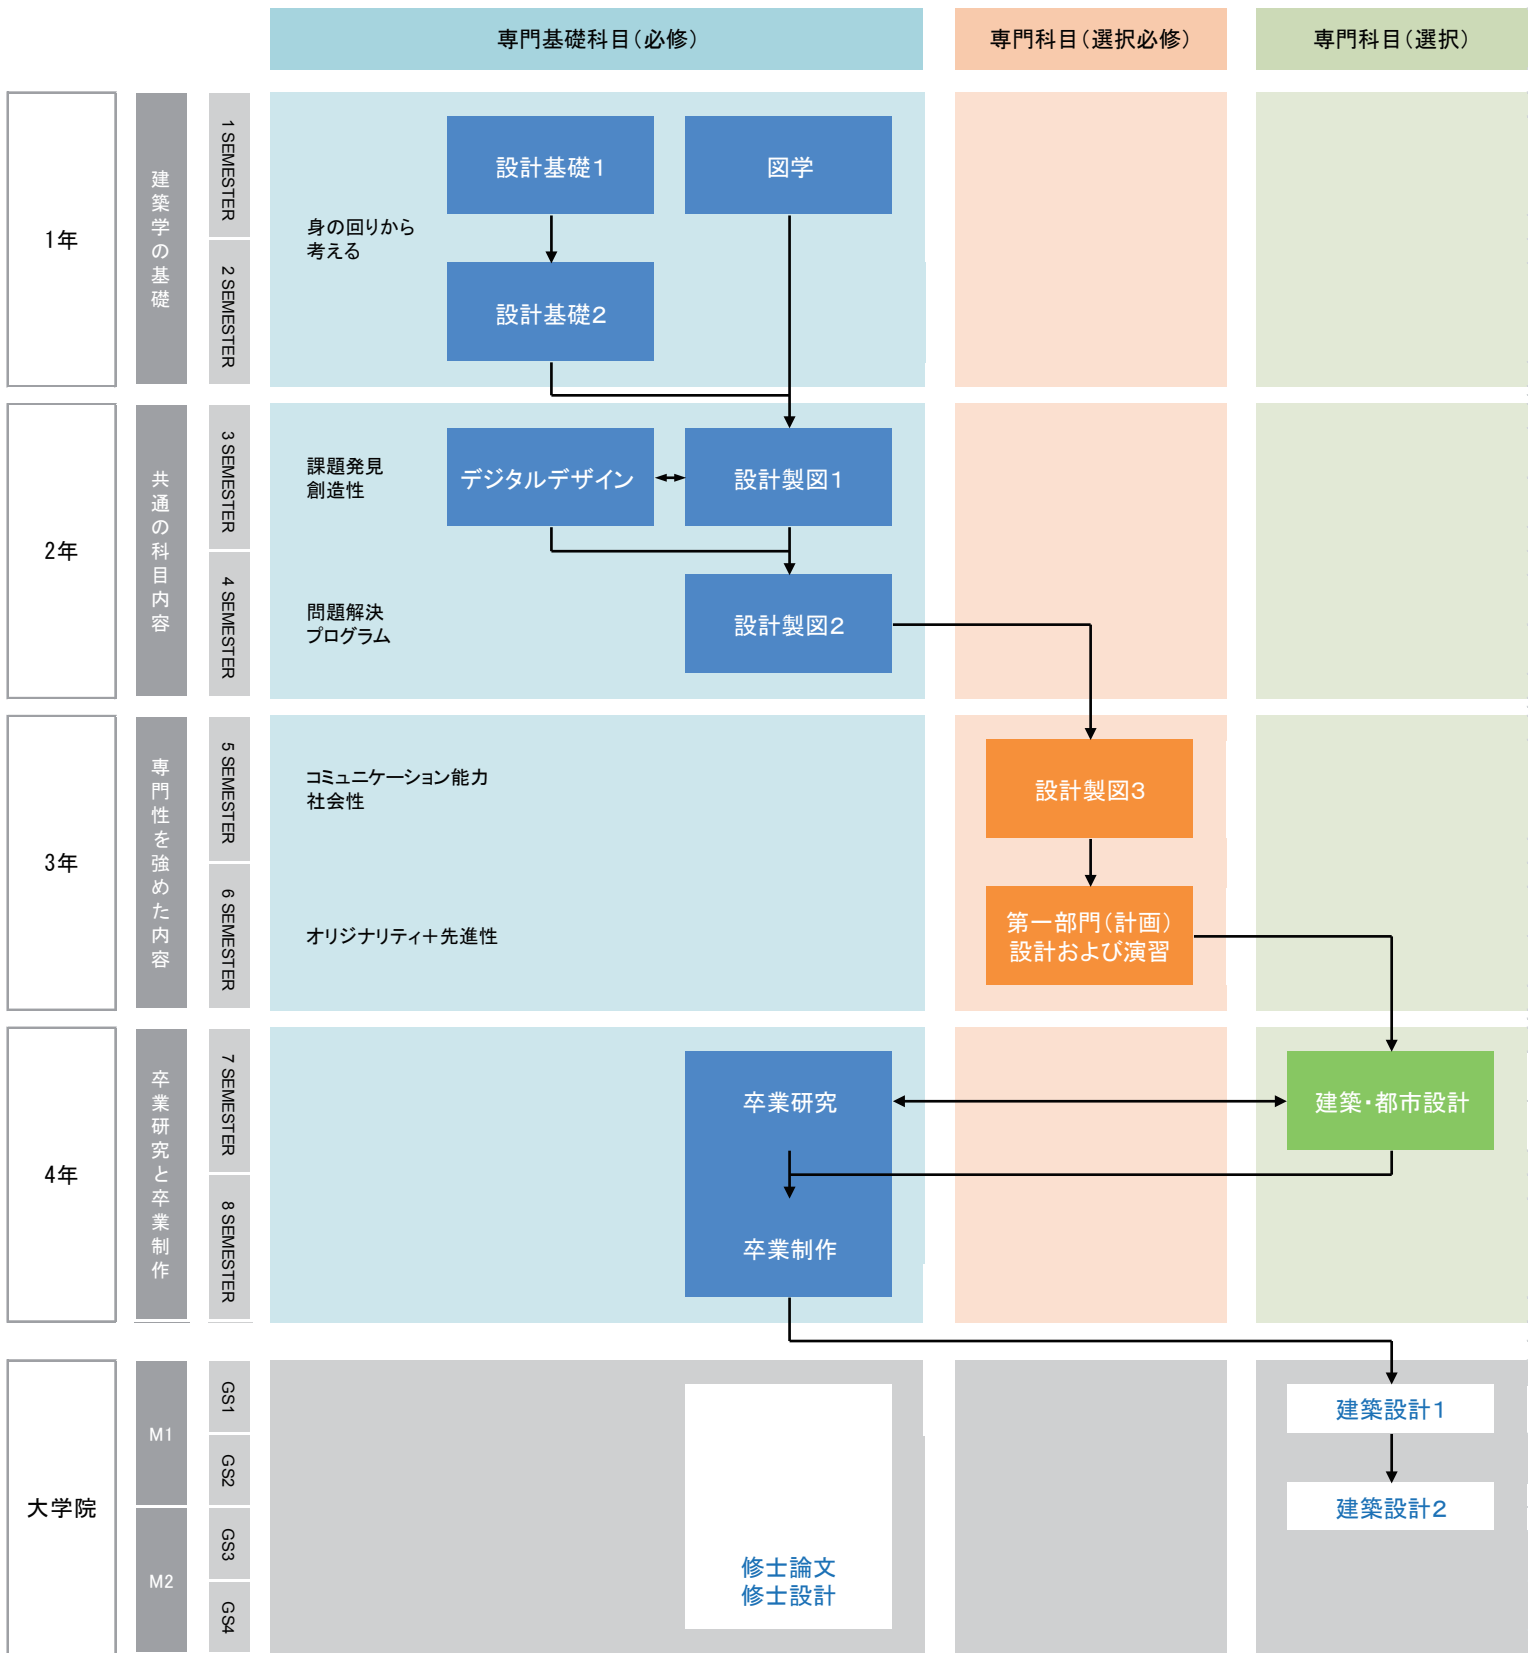 専門基礎科目（必修）
専門科目（選択必修）
専門科目（選択）
1年
建築学の基礎
1 SEMESTER
2 SEMESTER
身の回りから
考える
設計基礎１
図学
設計基礎２
2年
共通の科目内容
3 SEMESTER
4 SEMESTER
課題発見
創造性
デジタルデザイン
設計製図１
問題解決
プログラム
設計製図２
3年
専門性を強めた内容
5 SEMESTER
6 SEMESTER
コミュニケーション能力
社会性
設計製図３
オリジナリティ＋先進性
第一部門（計画）
設計および演習
4年
卒業研究と卒業制作
7 SEMESTER
8 SEMESTER
卒業研究
建築・都市設計
卒業制作
大学院
M1
M2
GS1
GS2
GS3
GS4
建築設計１
建築設計２
修士論文
修士設計